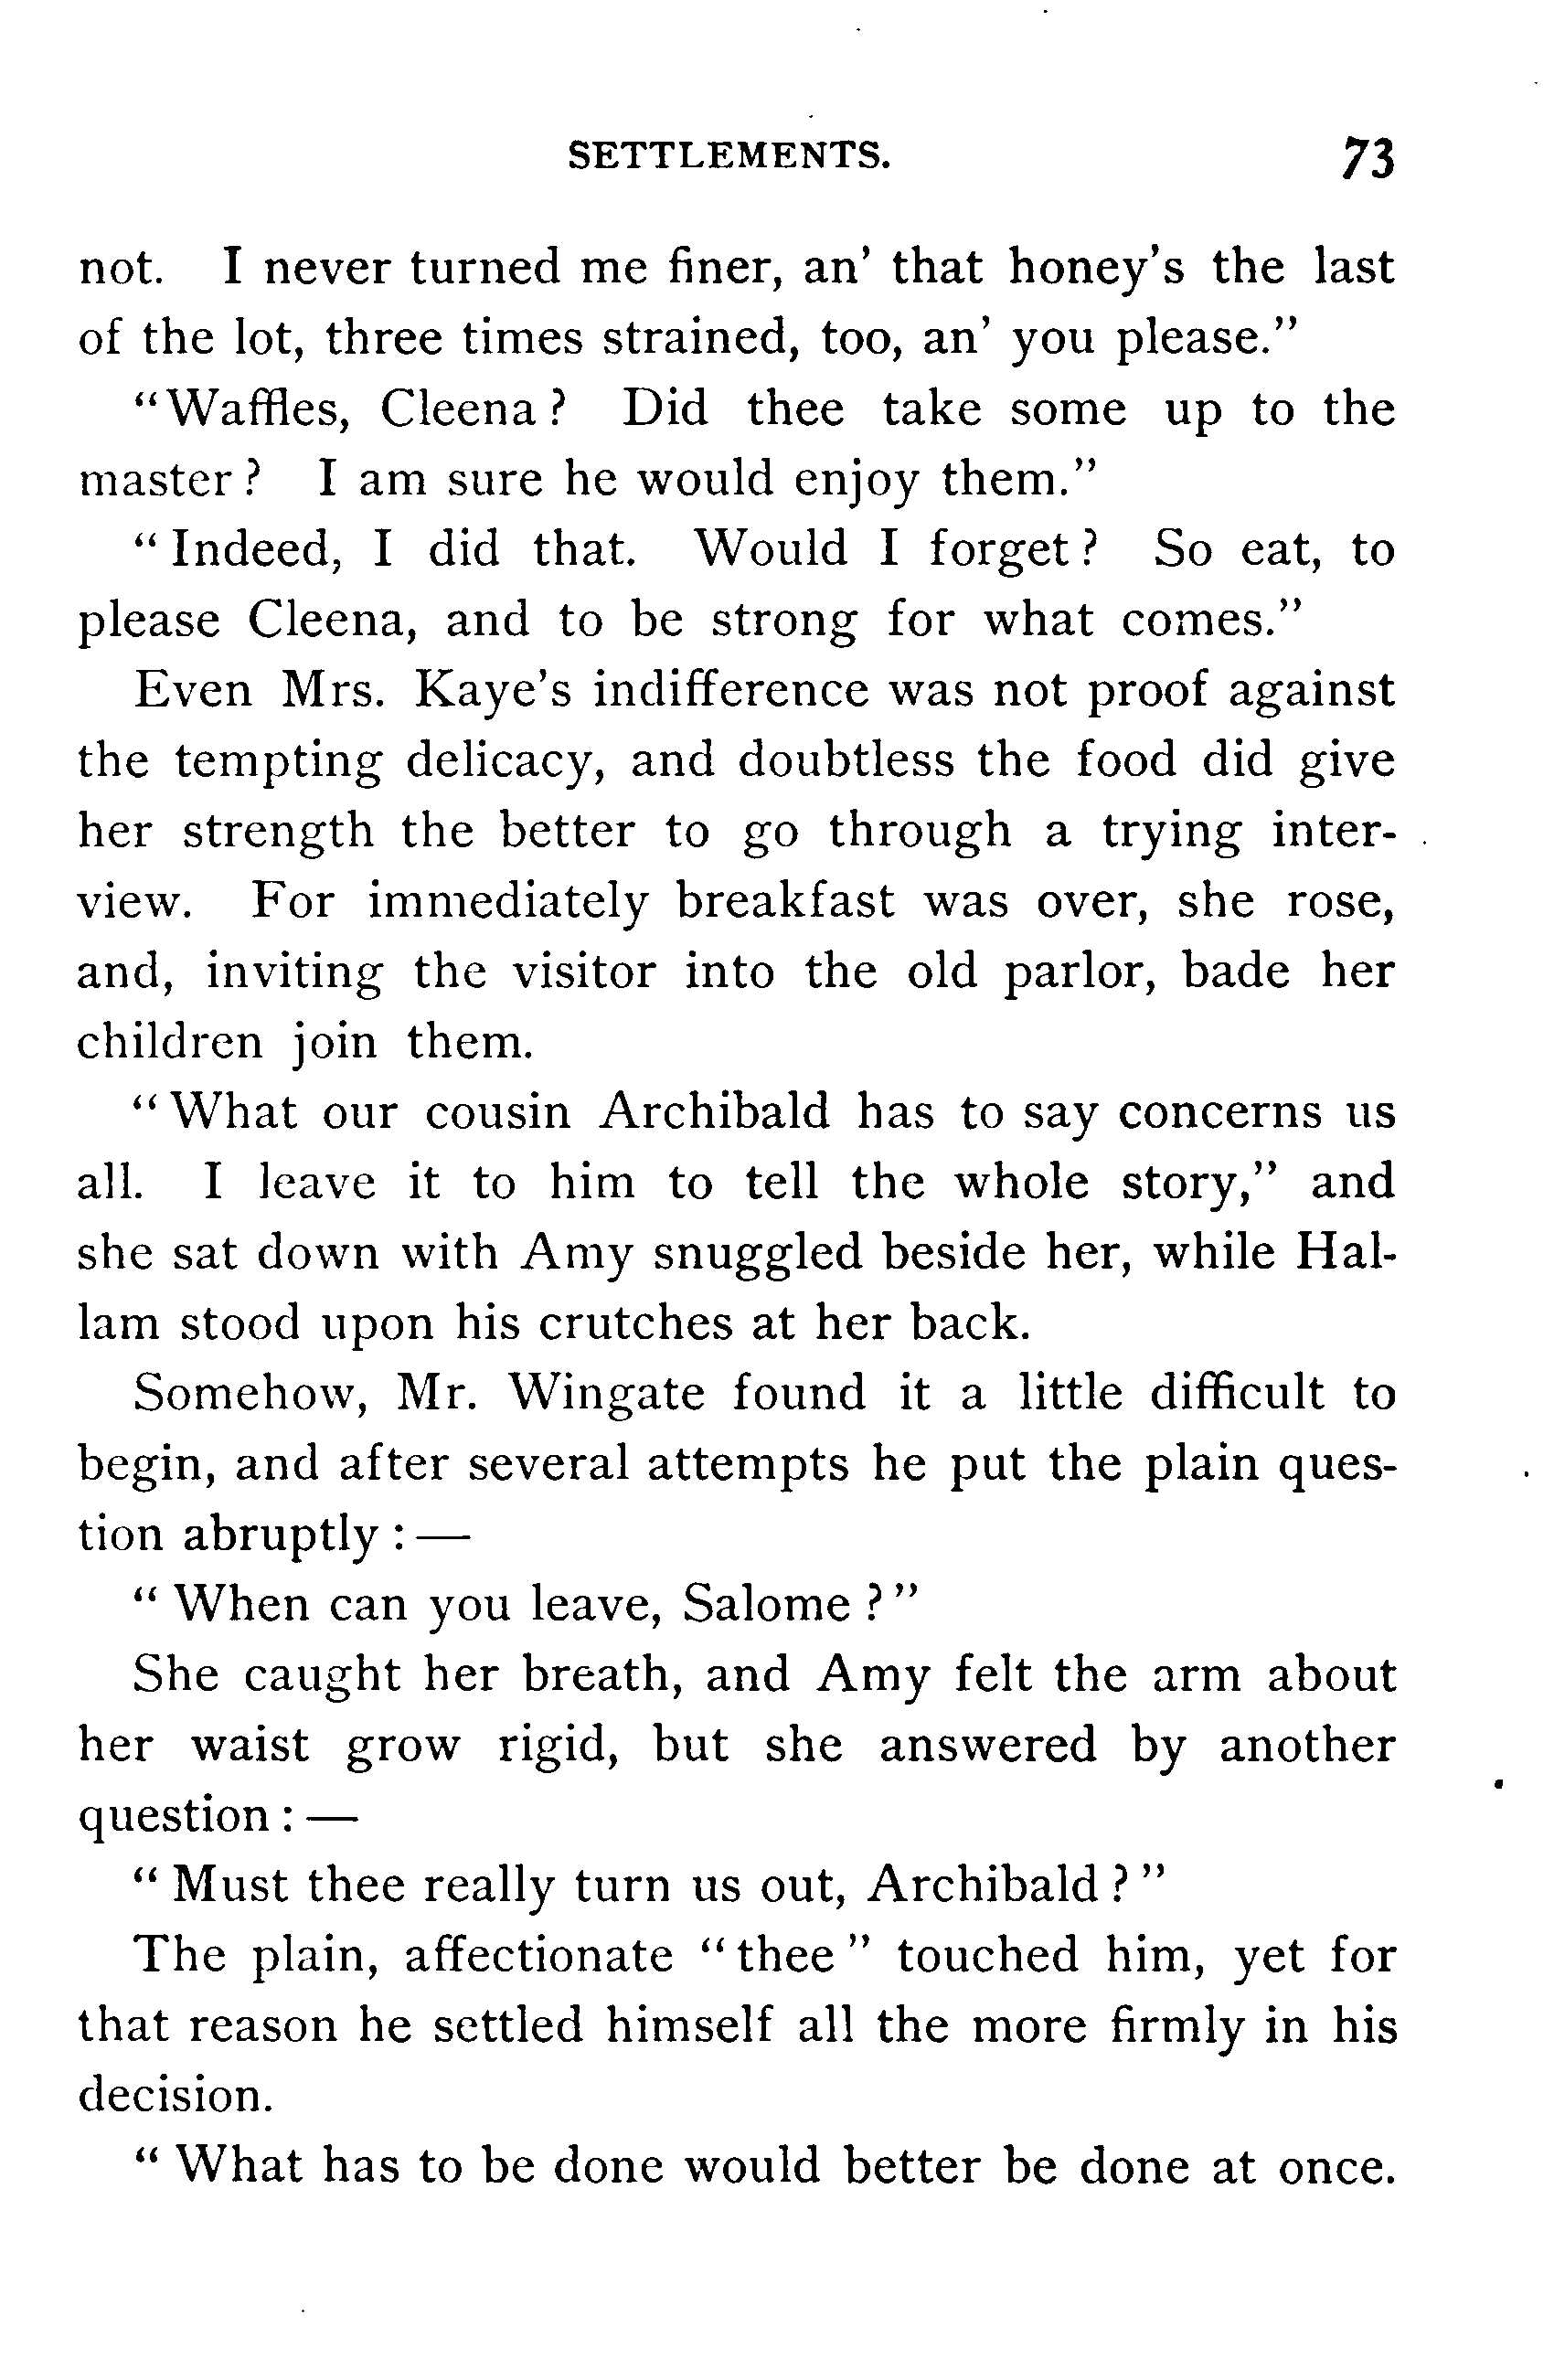 SETTLEMENTS. 73
not. I never turned me finer, an’ that honey’s the last
of the lot, three times strained, too, an’ you please.”
“Waffles, Cleena? Did thee take some up to the
master? I am sure he would enjoy them.”
“Indeed, I did that. Would I forget? So eat, to
please Cleena, and to be strong for what comes.”
Even Mrs. Kaye’s indifference was not proof against
the tempting delicacy, and doubtless the food did give
her strength the better to go through a trying inter-
view. For immediately breakfast was over, she rose,
and, inviting the visitor into the old parlor, bade her
children join them.
“What our cousin Archibald has to say concerns us
all. I leave it to him to tell the whole story,” and
she sat down with Amy snuggled beside her, while Hal-
lam stood upon his crutches at her back.
Somehow, Mr. Wingate found it a little difficult to
begin, and after several attempts he put the plain ques-
tion abruptly: —
“When can you leave, Salome?”
She caught her breath, and Amy felt the arm about
her waist grow rigid, but she answered by another
question: —
“Must thee really turn us out, Archibald?”
The plain, affectionate “thee” touched him, yet for
that reason he settled himself all the more firmly in his
decision.
“What has to be done would better be done at once.